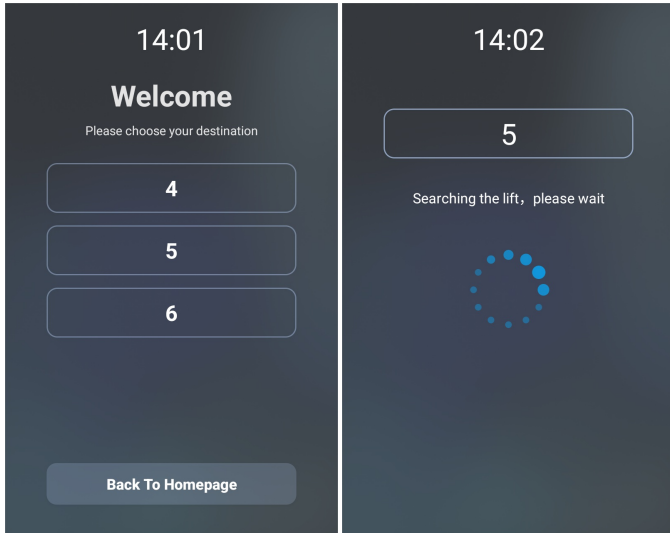 14:01
Welcome
Please choose your destination
4
5
6
Back To Homepage
14:02
5
Searching the lift，please wait